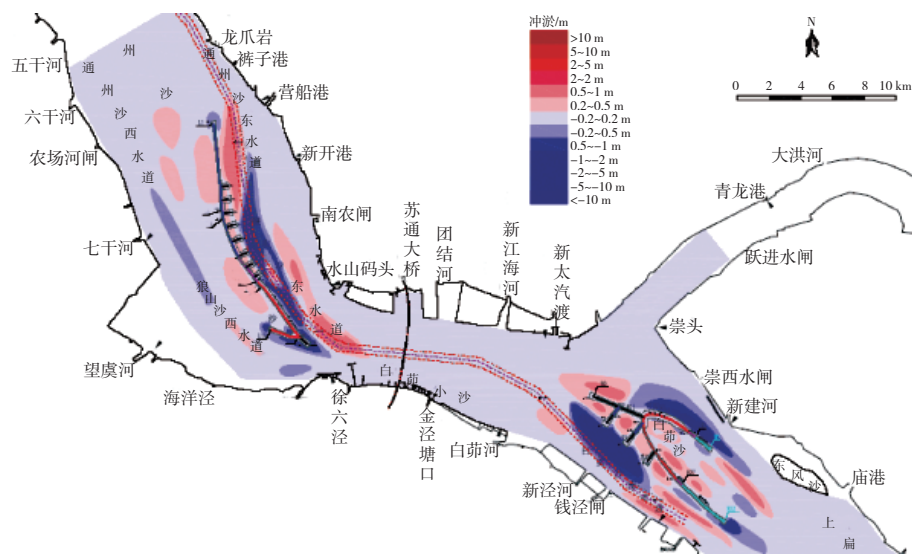 冲淤/m
>10 m
5~10 m
2~5 m
2~2 m
0.5~1 m
0.2~0.5 m
-0.2~0.2 m
-0.2~0.5 m
0.5~-1 m
-1~-2 m
-2~-5 m
-5~-10 m
<-10 m
N
0 2 4 6 8 10 km
龙爪岩
裤子港
营船港
新开港
南农闸
水山码头
苏通大桥
团结河
新江海河
新太汽渡
大洪河
青龙港
跃进水闸
崇头
崇西水闸
新建河
庙港
五干河
六干河
农场河闸
七干河
望虞河
海洋泾
徐六泾
金泾塘口
白茆河
新泾河
钱泾闸
通州沙西水道
通州沙东水道
狼山沙西水道
东水道
白茆小沙
白茆沙
东风沙
上扁